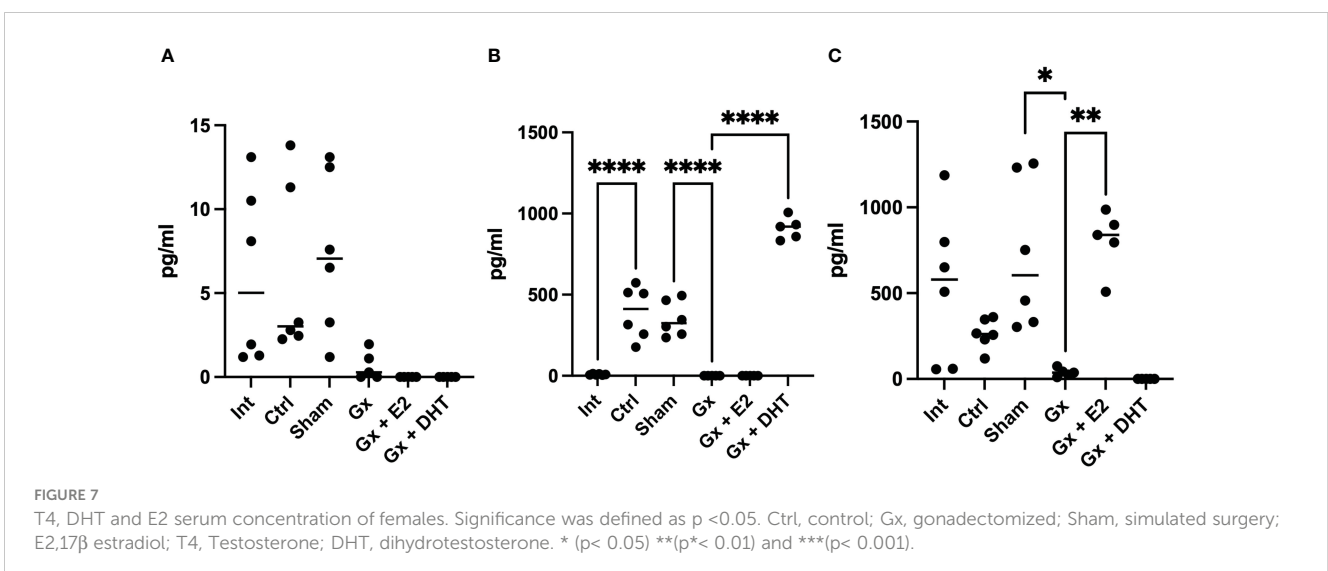 A
B
C
pg/ml
15
10
5
0
Int
Ctrl
Sham
Gx
Gx + E2
Gx + DHT
pg/ml
1500
1000
500
0
****
****
****
Int
Ctrl
Sham
Gx
Gx + E2
Gx + DHT
pg/ml
1500
1000
500
0
*
**
Int
Ctrl
Sham
Gx
Gx + E2
Gx + DHT
FIGURE 7
T4, DHT and E2 serum concentration of females. Significance was defined as p <0.05. Ctrl, control; Gx, gonadectomized; Sham, simulated surgery;
E2,17β estradiol; T4, Testosterone; DHT, dihydrotestosterone. * (p< 0.05) **(p*< 0.01) and ***(p< 0.001).